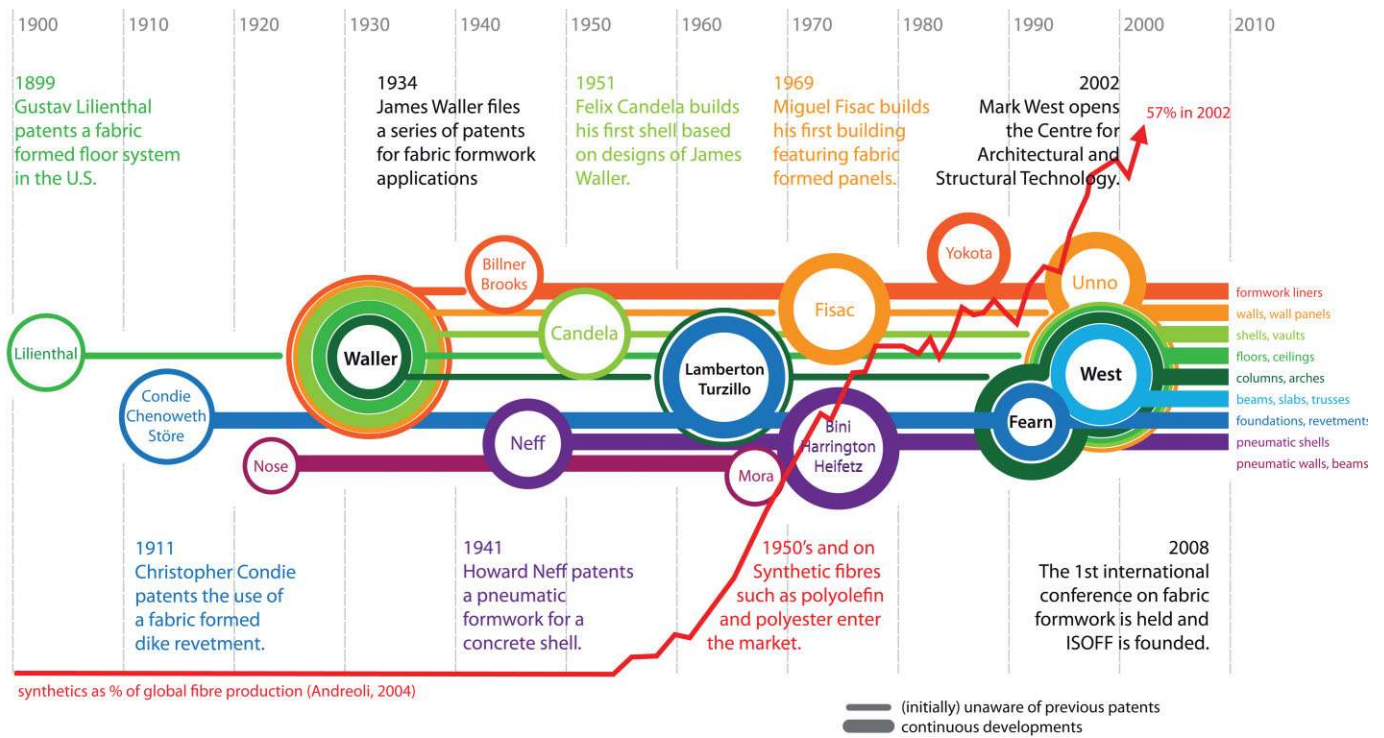 1900 1910 1920 1930 1940 1950 1960 1970 1980 1990 2000 2010
1899
Gustav Lilienthal
patents a fabric
formed floor system
in the U.S.
1934
James Waller files
a series of patents
for fabric formwork
applications
1951
Felix Candela builds
his first shell based
on designs of James
Waller.
1969
Miguel Fisac builds
his first building
featuring fabric
formed panels.
2002
Mark West opens
the Centre for
Architectural and
Structural Technology.
57% in 2002
Lilienthal
Condie
Chenoweth
Störe
Nose
Waller
Billner
Brooks
Neff
Candela
Lamberton
Turzillo
Mora
Fisac
Bini
Harrington
Heifetz
Yokota
Fearn
Unno
West
formwork liners
walls, wall panels
shells, vaults
floors, ceilings
columns, arches
beams, slabs, trusses
foundations, revetments
pneumatic shells
pneumatic walls, beams
1911
Christopher Condie
patents the use of
a fabric formed
dike revetment.
1941
Howard Neff patents
a pneumatic
formwork for a
concrete shell.
1950's and on
Synthetic fibres
such as polyolefin
and polyester enter
the market.
2008
The 1st international
conference on fabric
formwork is held and
ISOFF is founded.
synthetics as % of global fibre production (Andreoli, 2004)
(initially) unaware of previous patents
continuous developments